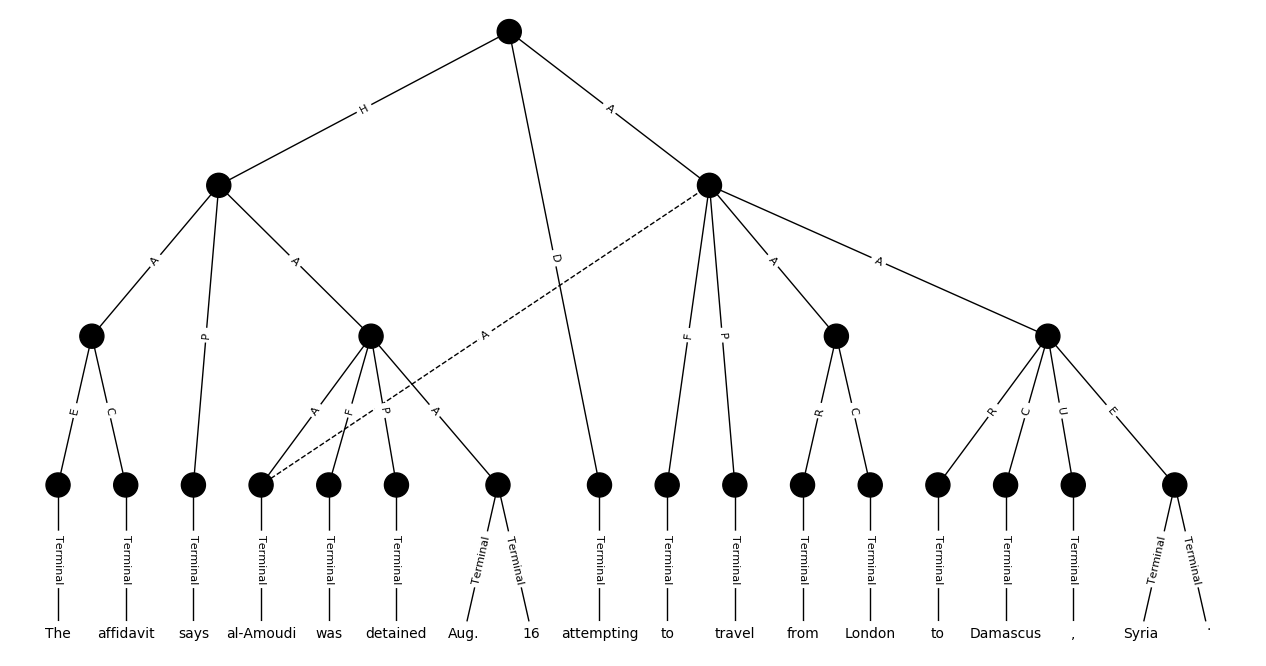 H A
D
A P A A F P A A
E C A F P A R C R C U E
Terminal Terminal Terminal Terminal Terminal Terminal Terminal Terminal Terminal Terminal Terminal Terminal Terminal Terminal Terminal Terminal Terminal Terminal
The affidavit says al-Amoudi was detained Aug. 16 attempting to travel from London to Damascus , Syria .